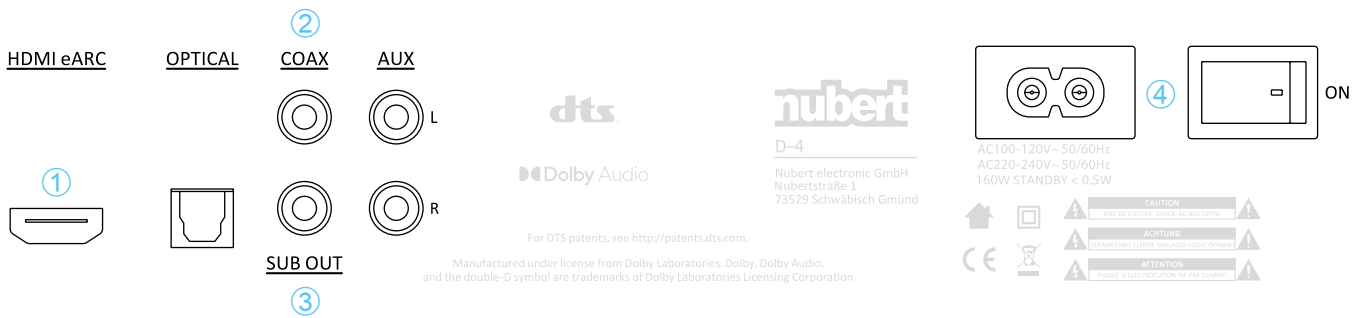 ②
HDMI eARC
OPTICAL
COAX
AUX
L
①
R
SUB OUT
③
dts
Dolby Audio
For DTS patents, see http://patents.dts.com.
Manufactured under license from Dolby Laboratories. Dolby, Dolby Audio,
and the double-D symbol are trademarks of Dolby Laboratories Licensing Corporation
nubert
D-4
Nubert electronic GmbH
Nubertstraße 1
73529 Schwäbisch Gmünd
④
ON
AC100-120V~50/60Hz
AC220-240V~50/60Hz
160W STANDBY < 0.5W
CE
CAUTION
RISK OF ELECTRIC SHOCK-DO NOT OPEN!
ACHTUNG
GEFAHR EINES ELEKTR. SCHLAGES-NICHT ÖFFNEN!
ATTENTION
RISQUE D'ELECTROCUTION-NE PAS OUVRIR!